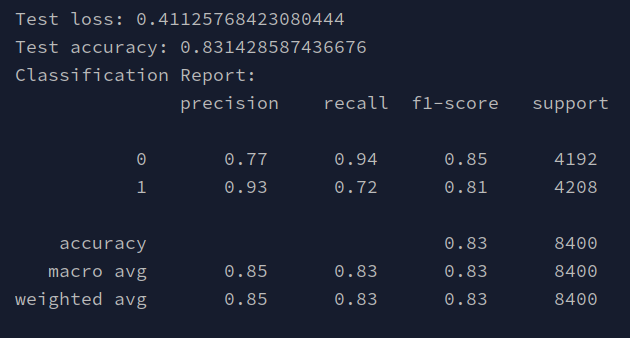 Test loss: 0.41125768423080444
Test accuracy: 0.831428587436676
Classification Report:
precision recall f1-score support
0 0.77 0.94 0.85 4192
1 0.93 0.72 0.81 4208
accuracy 0.83 8400
macro avg 0.85 0.83 0.83 8400
weighted avg 0.85 0.83 0.83 8400